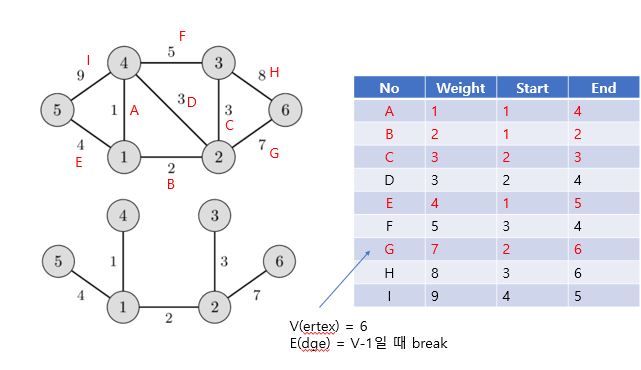 F
I 4 5 3
9 8 H
5 1 A 3 D 3 6
C
4 7 G
E 1 2 2
B
4 3
5 1 3 6
4 7
1 2 2
No Weight Start End
A 1 1 4
B 2 1 2
C 3 2 3
D 3 2 4
E 4 1 5
F 5 3 4
G 7 2 6
H 8 3 6
I 9 4 5
V(ertex) = 6
E(dge) = V-1일 때 break